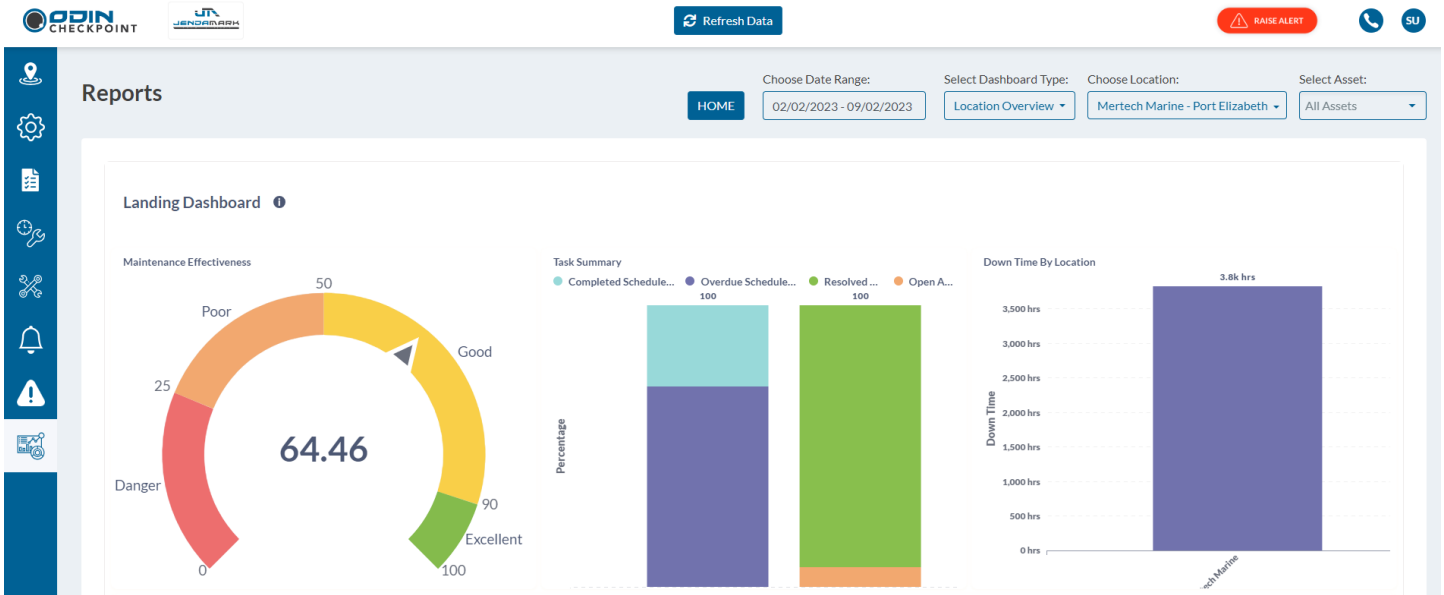 ODIN
CHECKPOINT
JENDAMARK
Refresh Data
RAISE ALERT
SU
Reports
HOME
Choose Date Range:
02/02/2023 - 09/02/2023
Select Dashboard Type:
Location Overview
Choose Location:
Mertech Marine - Port Elizabeth
Select Asset:
All Assets
Landing Dashboard
Maintenance Effectiveness
50
Poor
Good
25
64.46
Danger
90
Excellent
0
100
Task Summary
Completed Schedule...
Overdue Schedule...
Resolved ...
Open A...
100
100
Percentage
Down Time By Location
3.8k hrs
3,500 hrs
3,000 hrs
2,500 hrs
2,000 hrs
1,500 hrs
1,000 hrs
500 hrs
0 hrs
Down Time
ech Marine